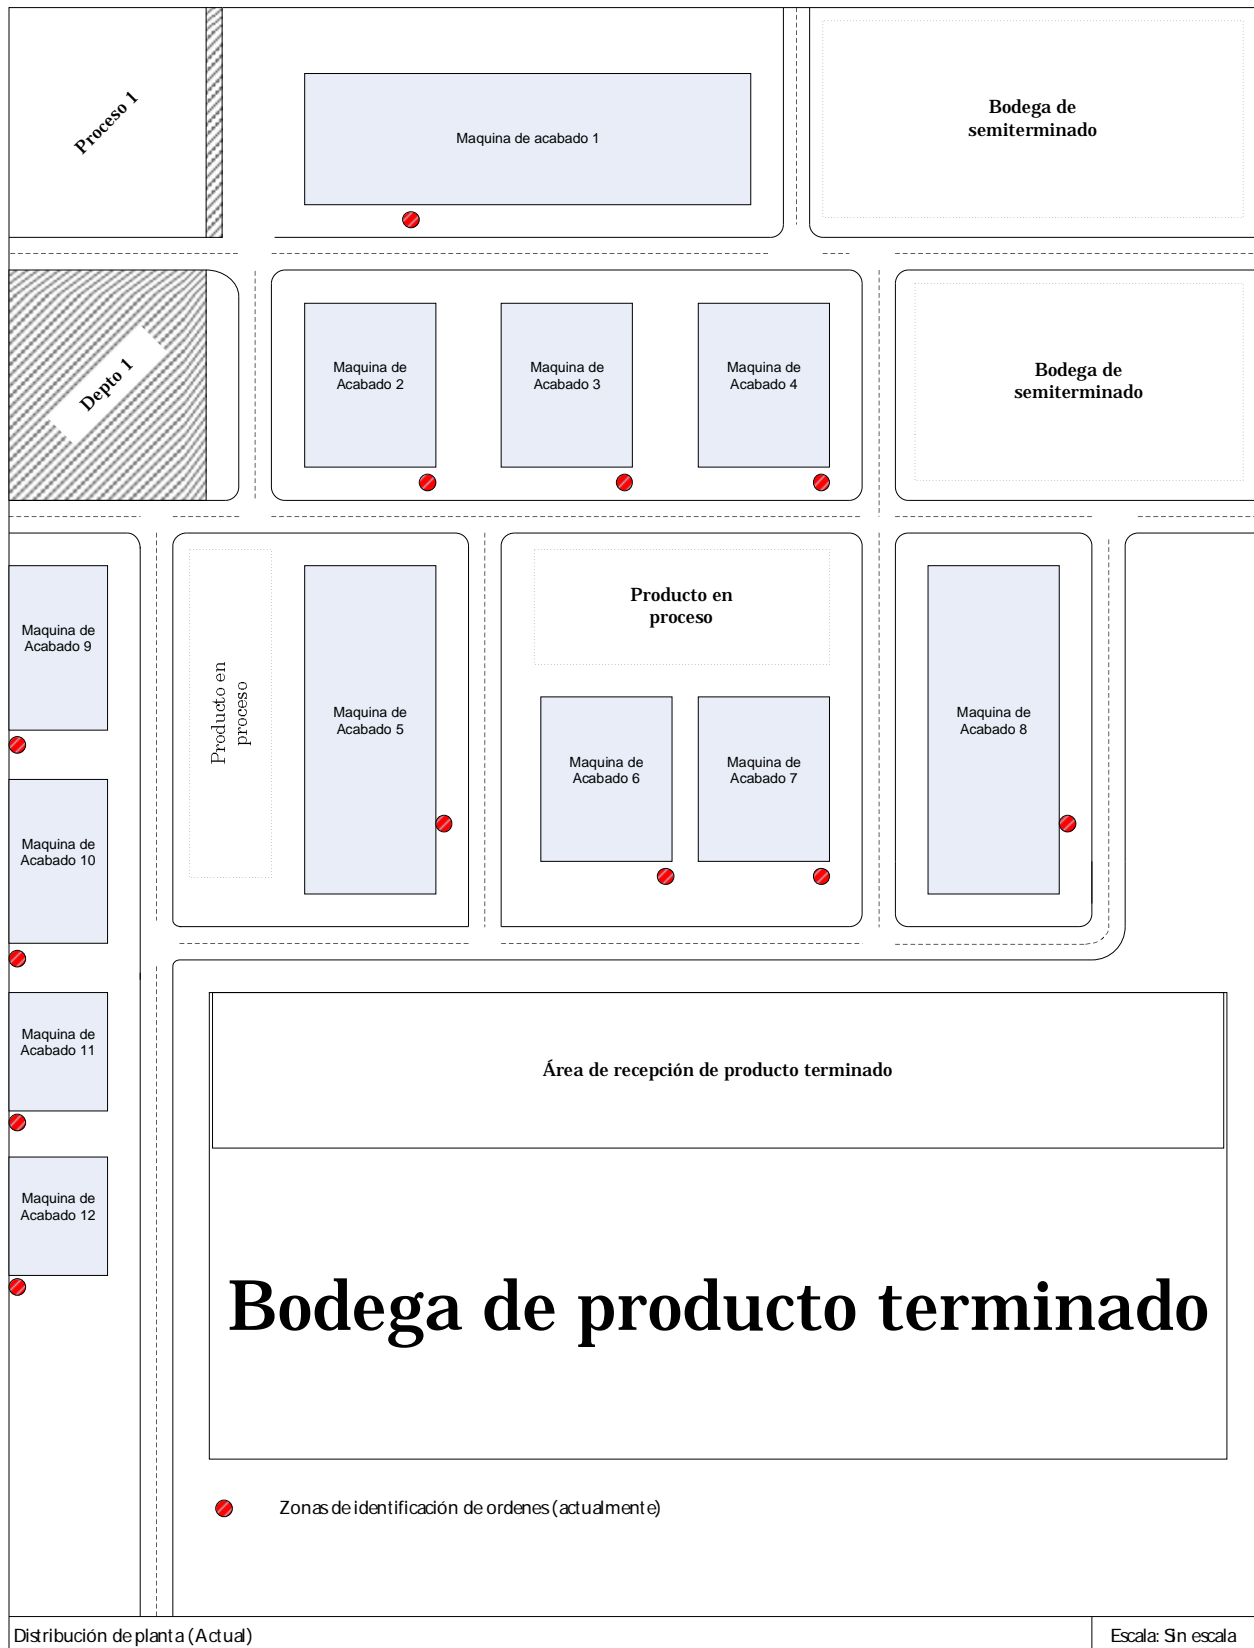 Proceso 1
Maquina de acabado 1
Bodega de
semiterminado
Depto 1
Maquina de
Acabado 2
Maquina de
Acabado 3
Maquina de
Acabado 4
Bodega de
semiterminado
Maquina de
Acabado 9
Producto en
proceso
Maquina de
Acabado 5
Producto en
proceso
Maquina de
Acabado 6
Maquina de
Acabado 7
Maquina de
Acabado 8
Maquina de
Acabado 10
Maquina de
Acabado 11
Área de recepción de producto terminado
Maquina de
Acabado 12
Bodega de producto terminado
Zonas de identificación de ordenes (actualmente)
Distribución de planta (Actual)
Escala: Sin escala